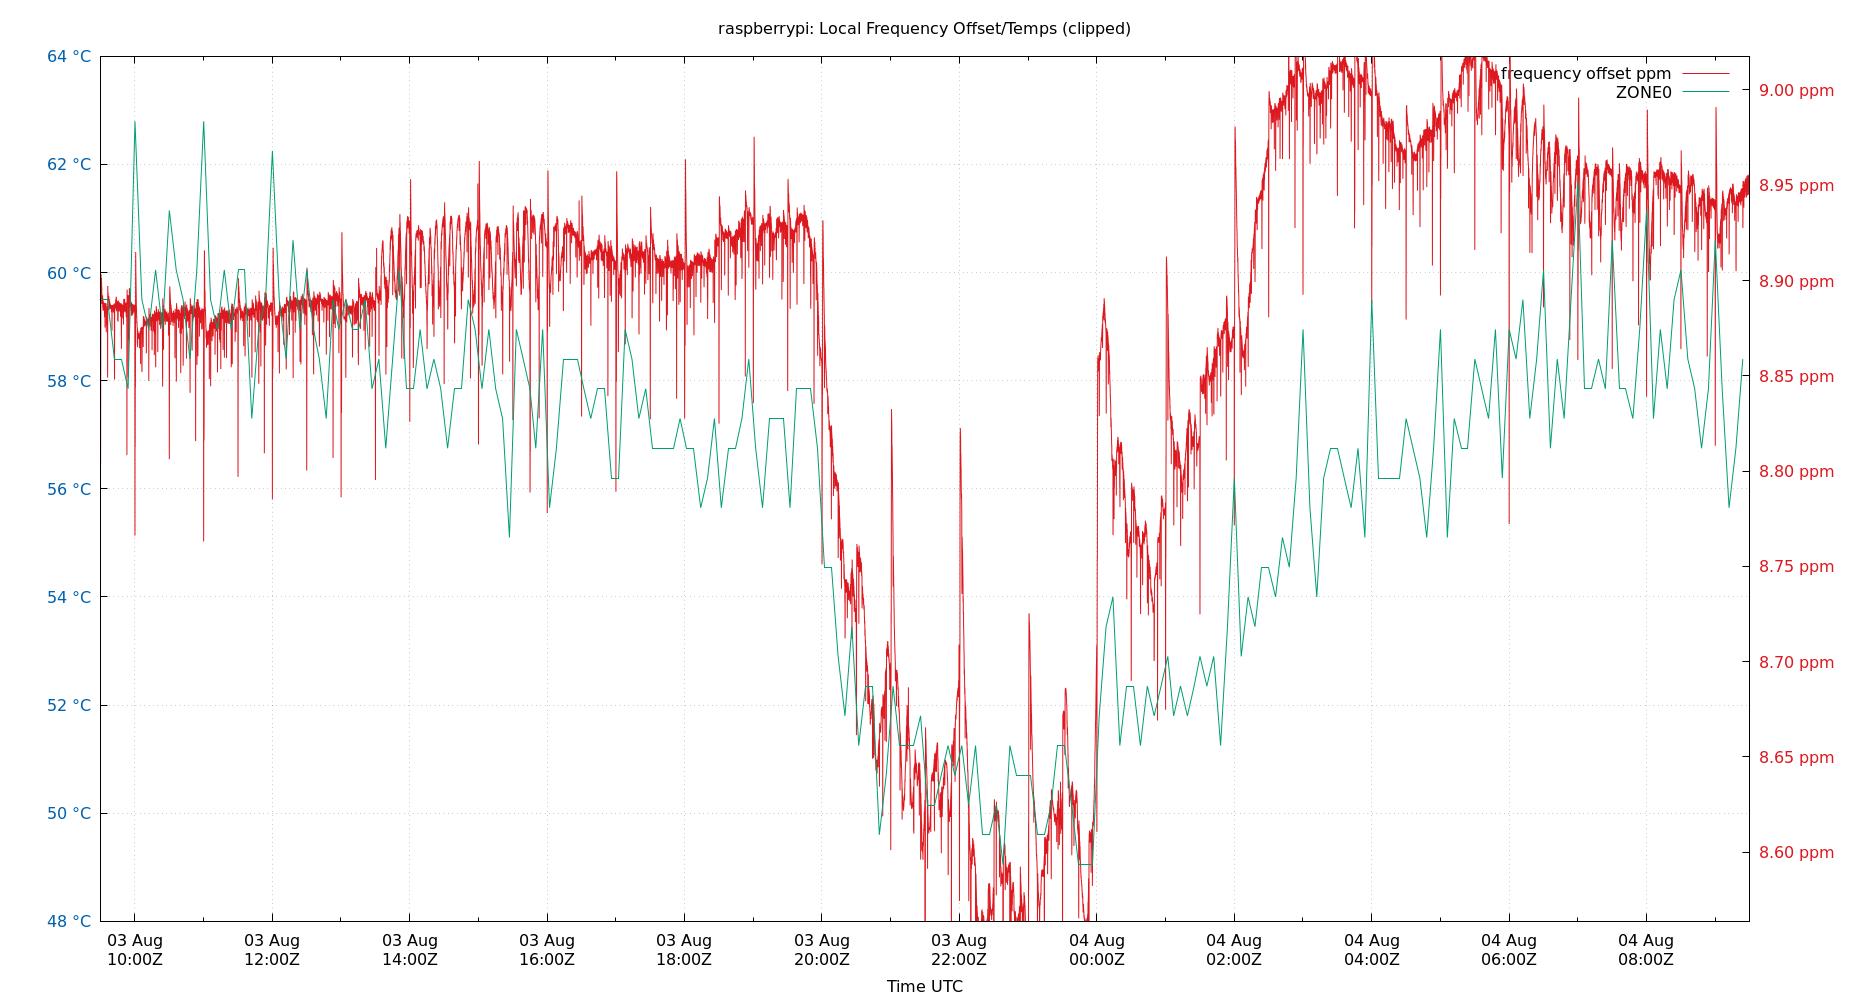 raspberrypi: Local Frequency Offset/Temps (clipped)
64 °C
62 °C
60 °C
58 °C
56 °C
54 °C
52 °C
50 °C
48 °C
frequency offset ppm
ZONE0
9.00 ppm
8.95 ppm
8.90 ppm
8.85 ppm
8.80 ppm
8.75 ppm
8.70 ppm
8.65 ppm
8.60 ppm
03 Aug
10:00Z
03 Aug
12:00Z
03 Aug
14:00Z
03 Aug
16:00Z
03 Aug
18:00Z
03 Aug
20:00Z
03 Aug
22:00Z
04 Aug
00:00Z
04 Aug
02:00Z
04 Aug
04:00Z
04 Aug
06:00Z
04 Aug
08:00Z
Time UTC